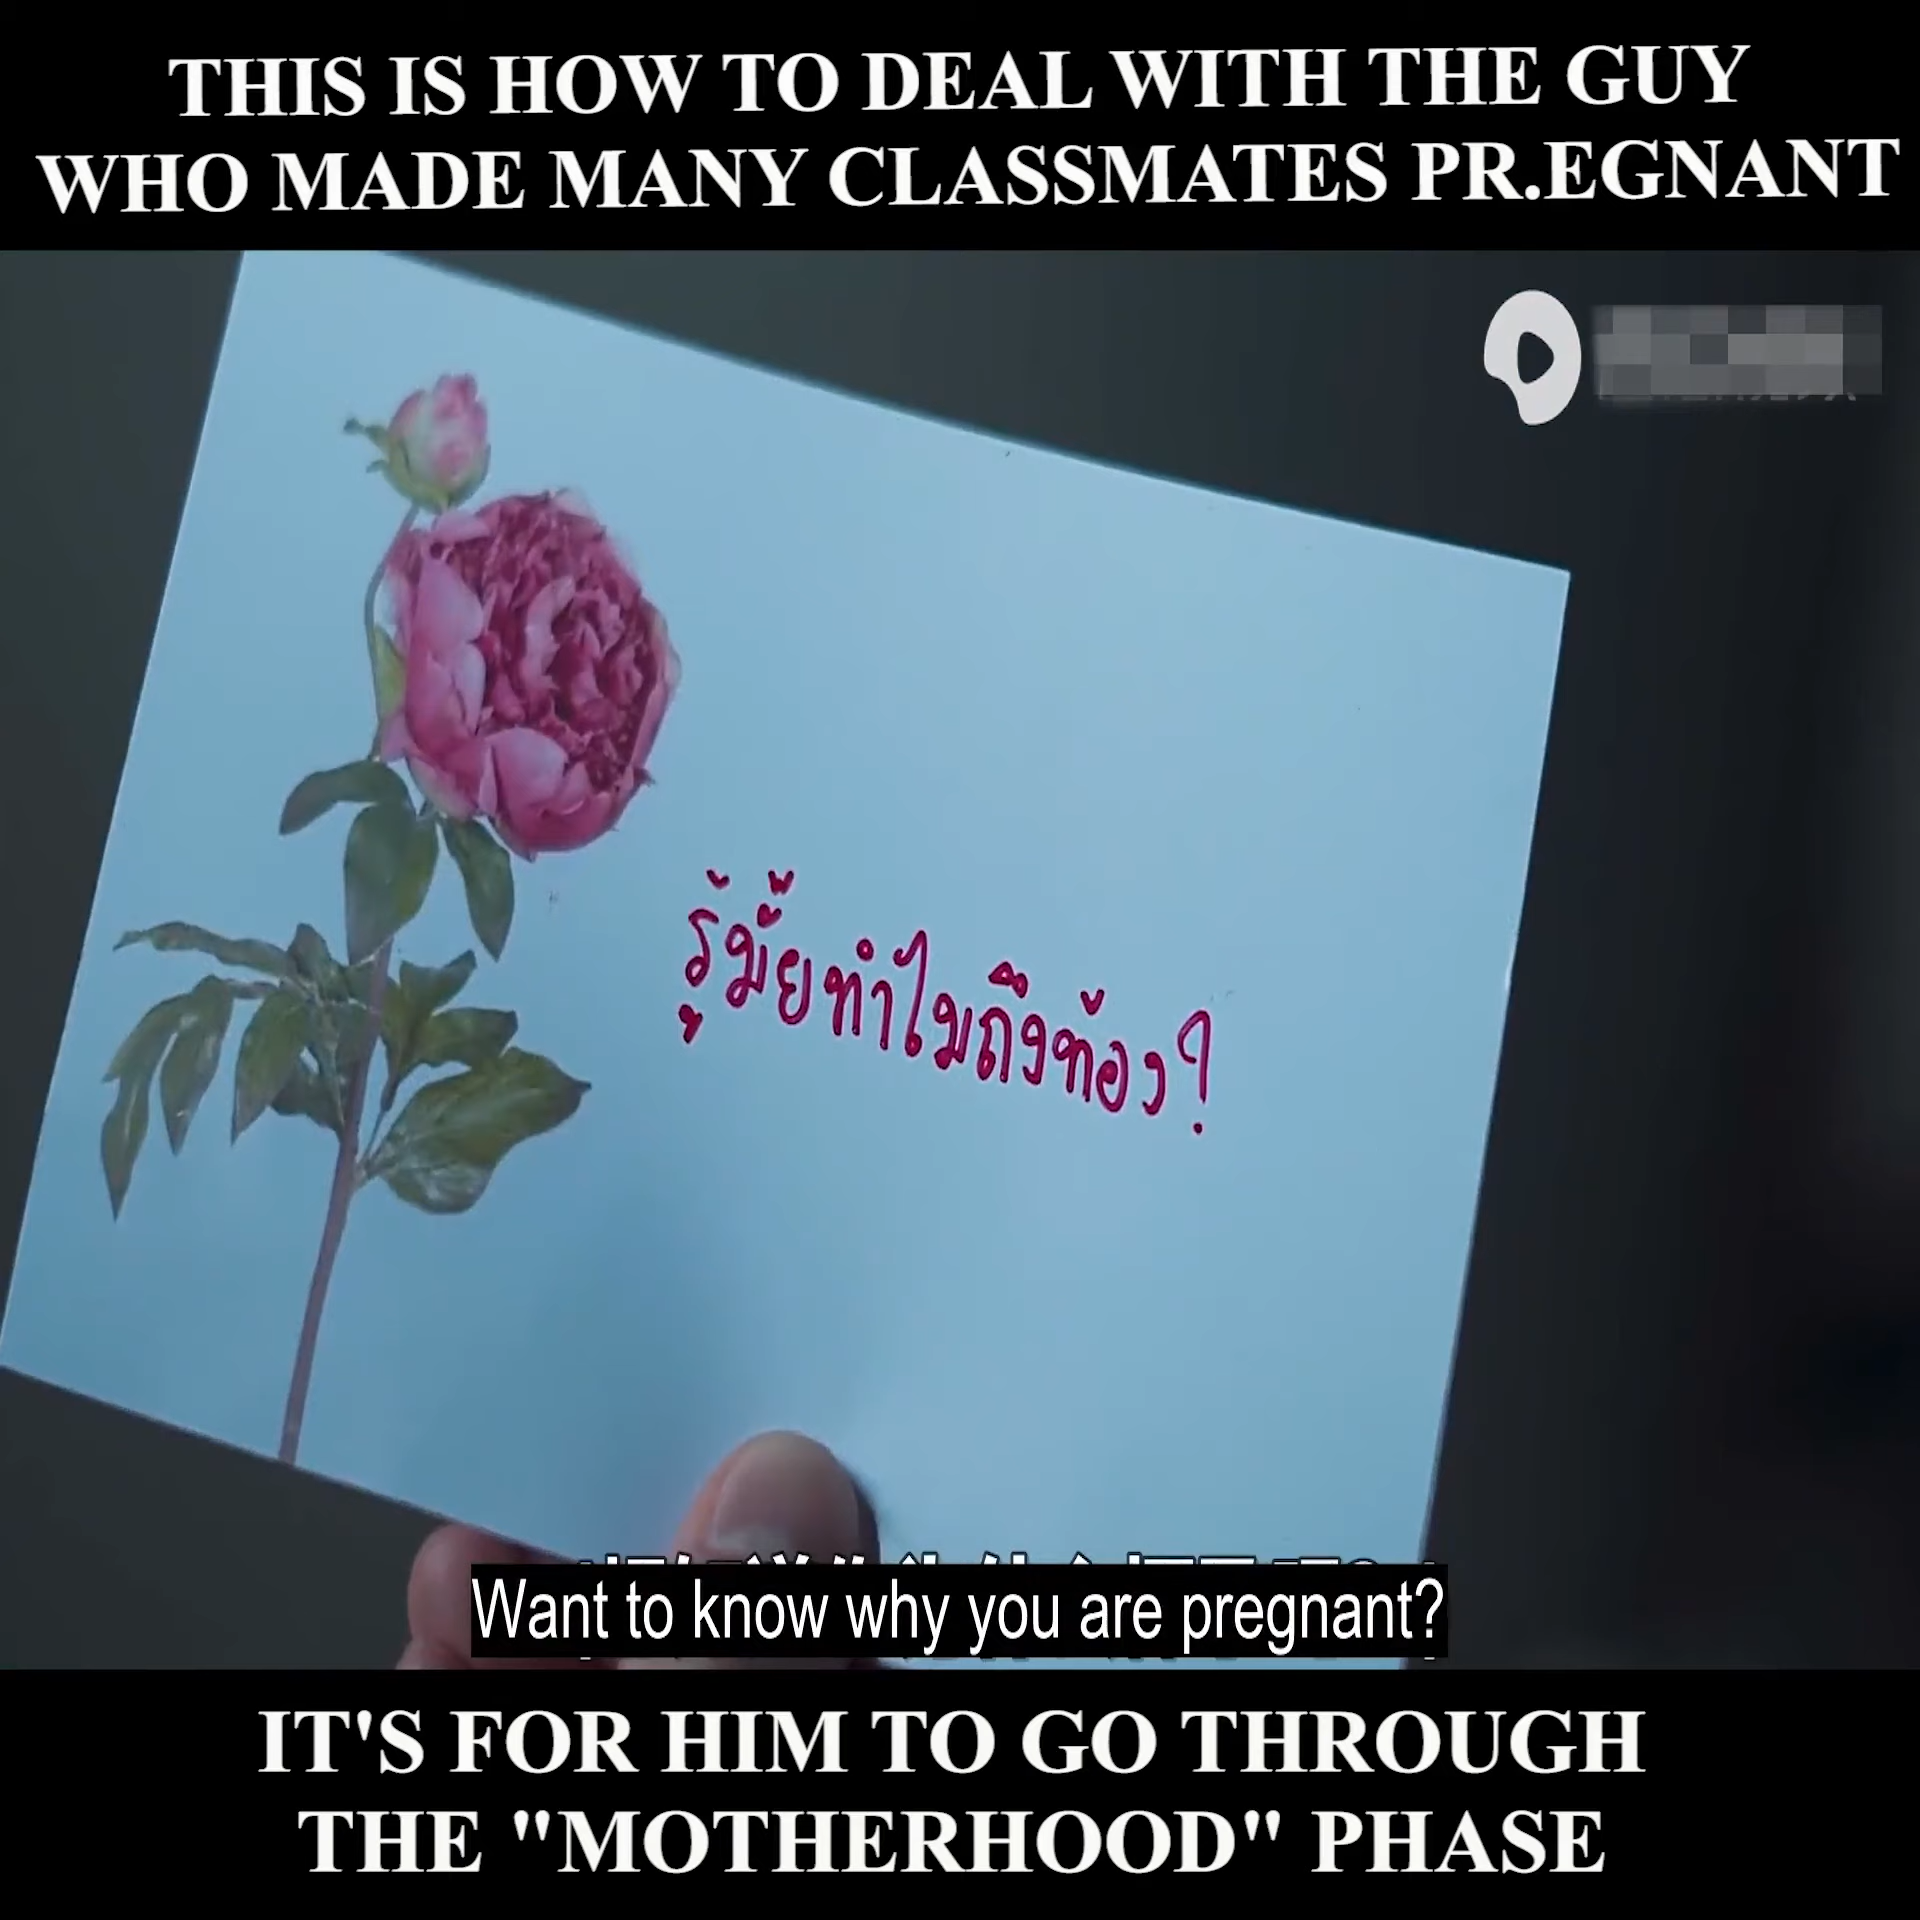 THIS IS HOW TO DEAL WITH THE GUY
WHO MADE MANY CLASSMATES PR.EGNANT
รู้มั้ยทำไมถึงท้อง?
Want to know why you are pregnant?
IT'S FOR HIM TO GO THROUGH
THE "MOTHERHOOD" PHASE